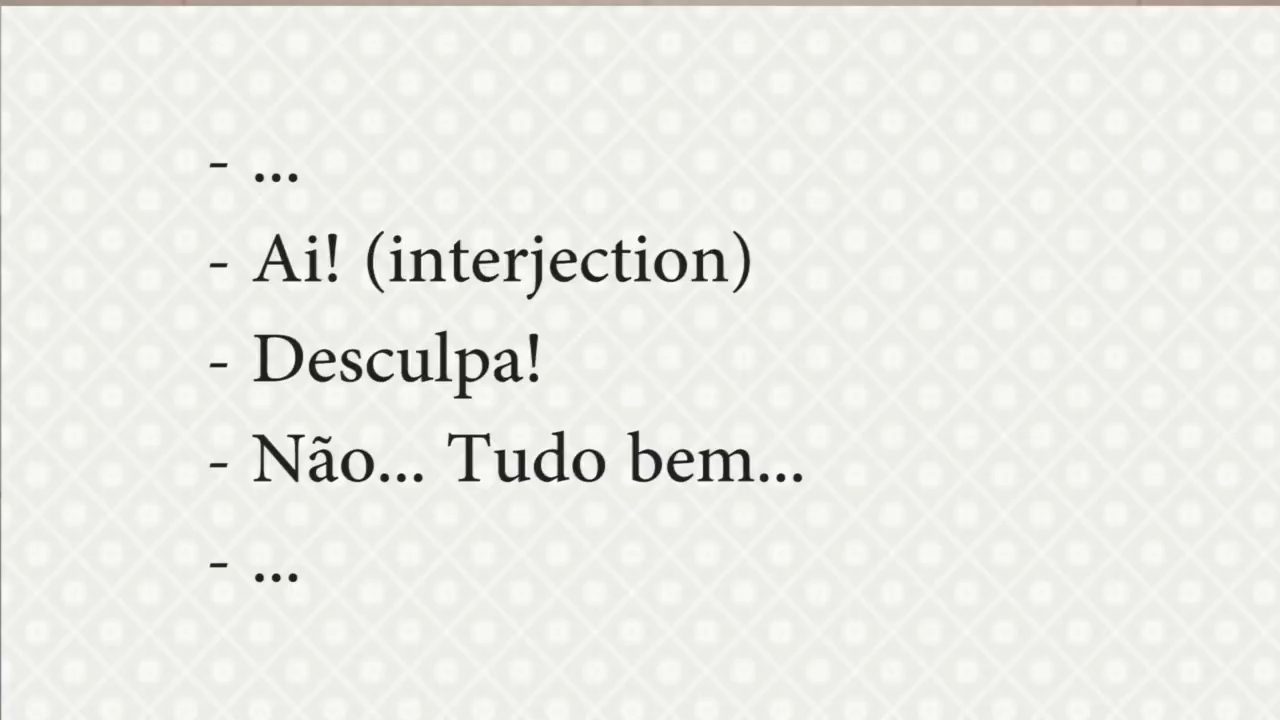 - ...
- Ai! (interjection)
- Desculpa!
- Não... Tudo bem...
- ...